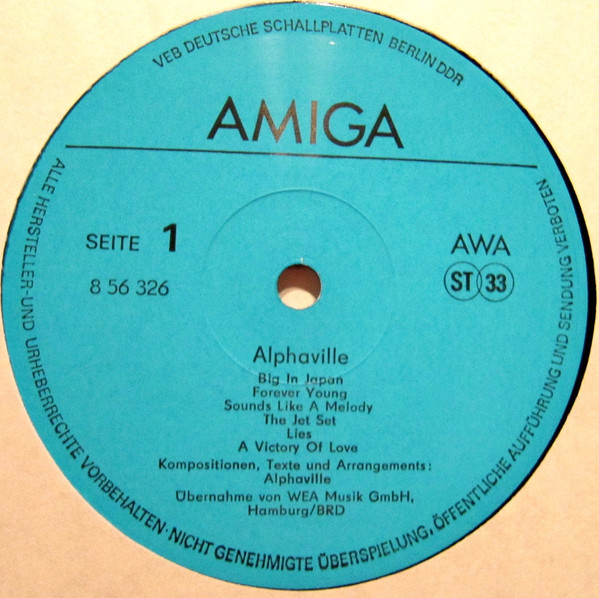 VEB DEUTSCHE SCHALLPLATTEN BERLIN DDR
AMIGA
SEITE 1
8 56 326
AWA
ST 33
Alphaville
Big In Japan
Forever Young
Sounds Like A Melody
The Jet Set
Lies
A Victory Of Love
Kompositionen, Texte und Arrangements:
Alphaville
Übernahme von WEA Musik GmbH,
Hamburg/BRD
ALLE HERSTELLER-UND URHEBERRECHTE VORBEHALTEN·NICHT GENEHMIGTE ÜBERSPIELUNG, ÖFFENTLICHE AUFFÜHRUNG UND SENDUNG VERBOTEN